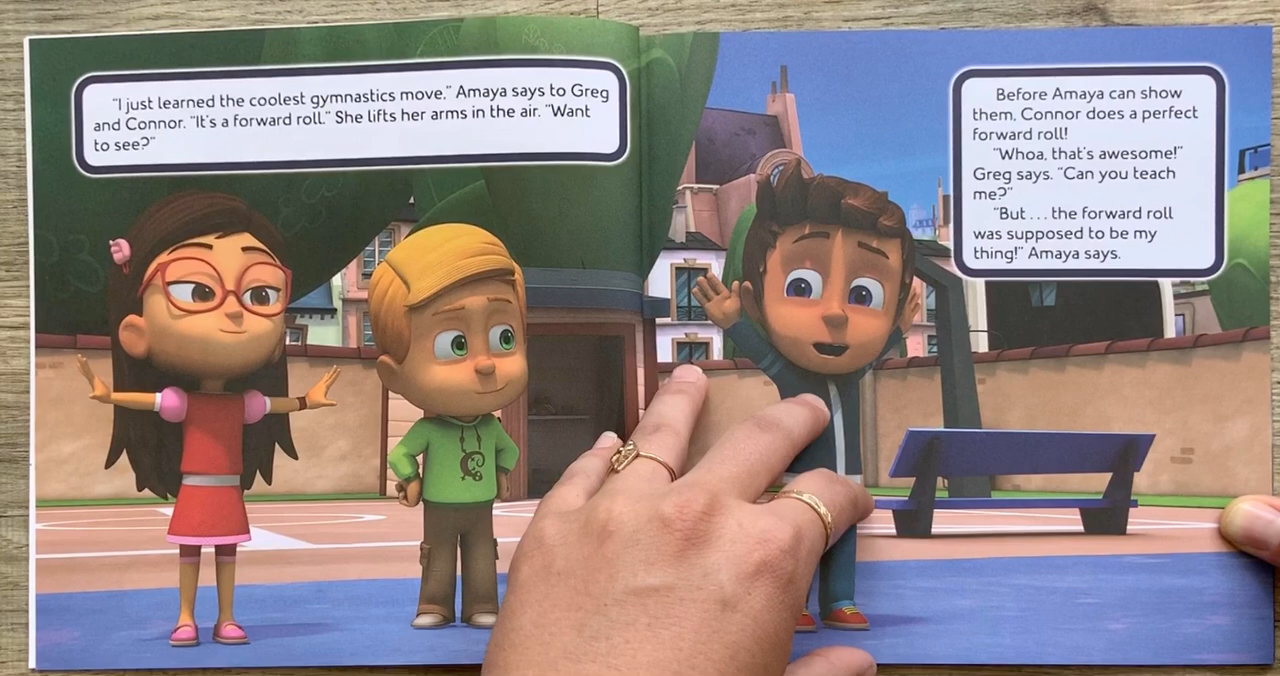 "I just learned the coolest gymnastics move," Amaya says to Greg
and Connor. "It's a forward roll." She lifts her arms in the air. "Want
to see?"
Before Amaya can show
them, Connor does a perfect
forward roll!
"Whoa, that's awesome!"
Greg says. "Can you teach
me?"
"But ... the forward roll
was supposed to be my
thing!" Amaya says.